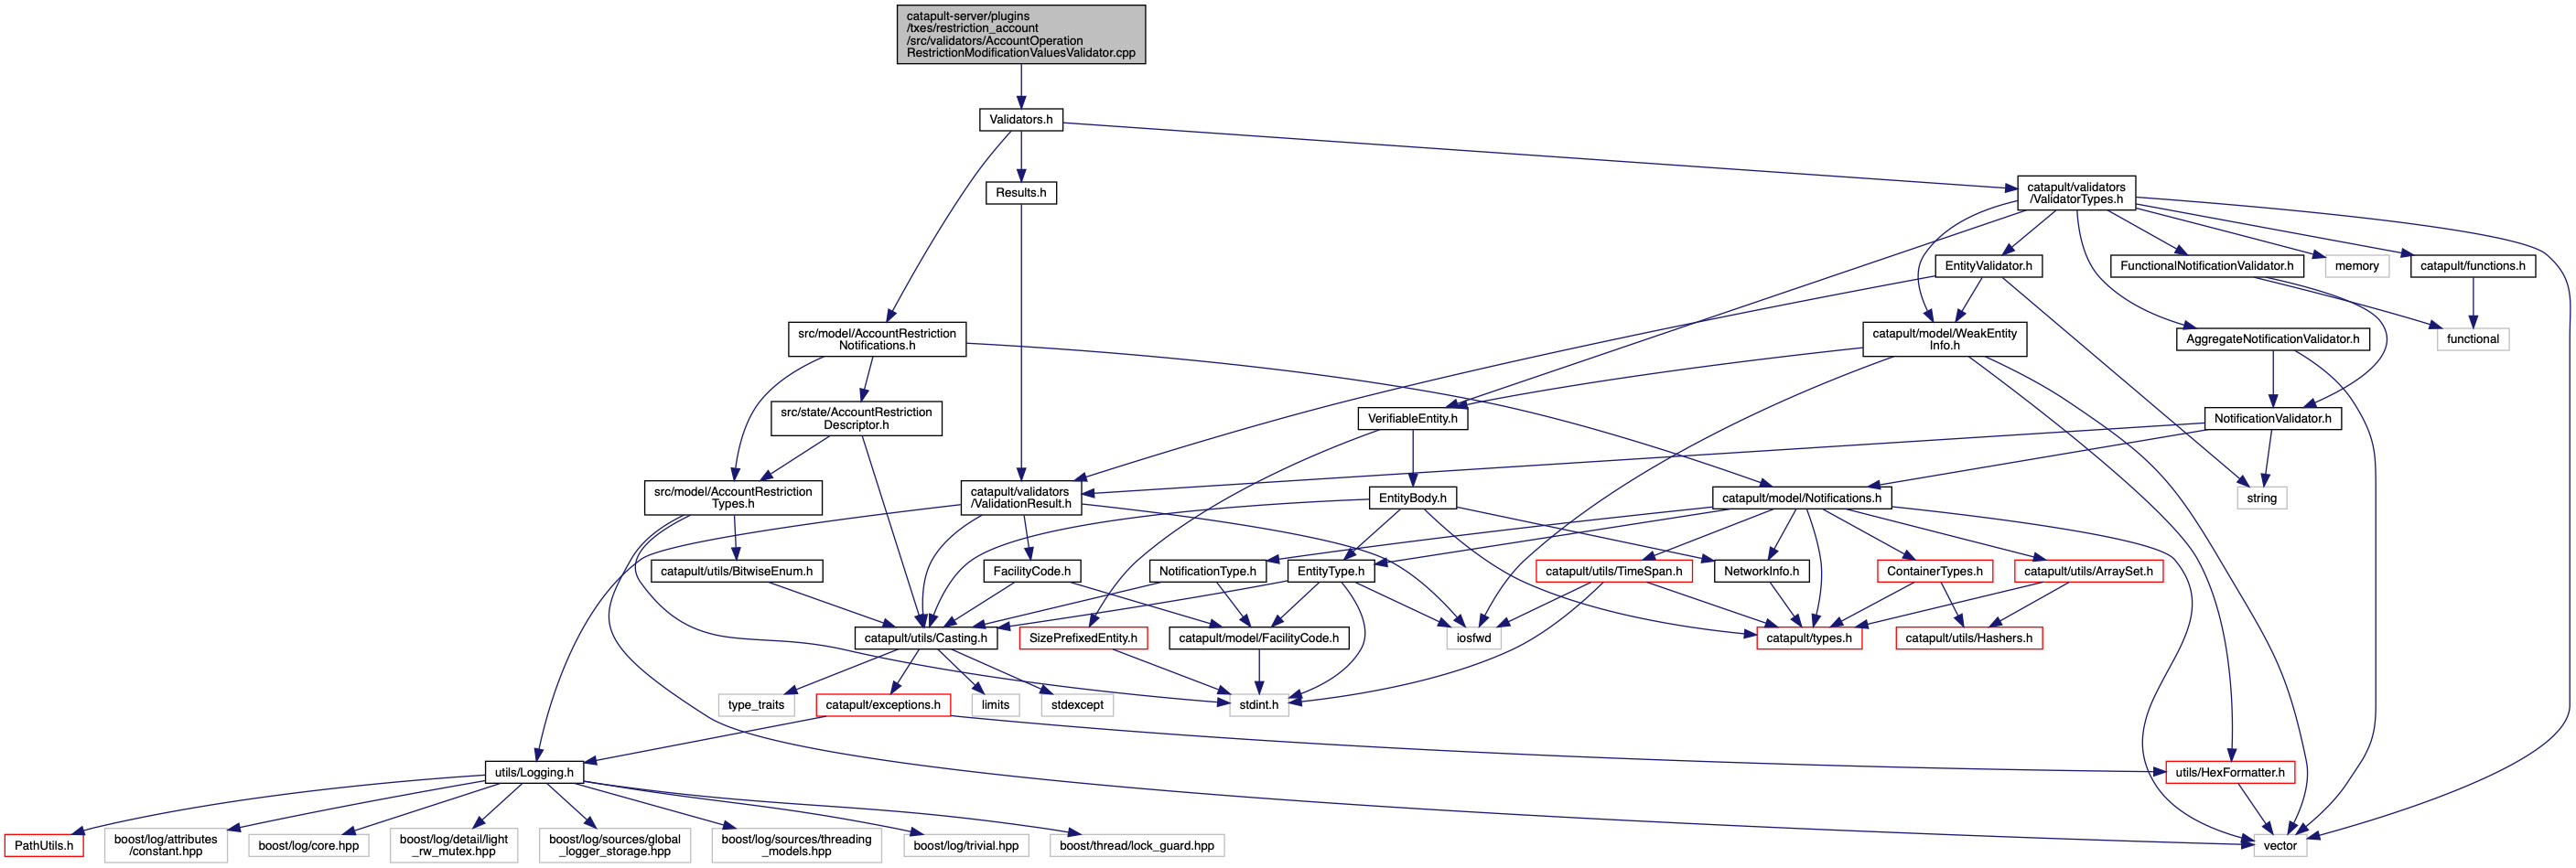 catapult-server/plugins
/txes/restriction_account
/src/validators/AccountOperation
RestrictionModificationValuesValidator.cpp
Validators.h
Results.h
catapult/validators
/ValidatorTypes.h
EntityValidator.h
FunctionalNotificationValidator.h
memory
catapult/functions.h
src/model/AccountRestriction
Notifications.h
catapult/model/WeakEntity
Info.h
AggregateNotificationValidator.h
functional
src/state/AccountRestriction
Descriptor.h
VerifiableEntity.h
NotificationValidator.h
src/model/AccountRestriction
Types.h
catapult/validators
/ValidationResult.h
EntityBody.h
catapult/model/Notifications.h
string
catapult/utils/BitwiseEnum.h
FacilityCode.h
NotificationType.h
EntityType.h
catapult/utils/TimeSpan.h
NetworkInfo.h
ContainerTypes.h
catapult/utils/ArraySet.h
catapult/utils/Casting.h
SizePrefixedEntity.h
catapult/model/FacilityCode.h
iosfwd
catapult/types.h
catapult/utils/Hashers.h
type_traits
catapult/exceptions.h
limits
stdexcept
stdint.h
utils/Logging.h
utils/HexFormatter.h
PathUtils.h
boost/log/attributes
/constant.hpp
boost/log/core.hpp
boost/log/detail/light
_rw_mutex.hpp
boost/log/sources/global
_logger_storage.hpp
boost/log/sources/threading
_models.hpp
boost/log/trivial.hpp
boost/thread/lock_guard.hpp
vector